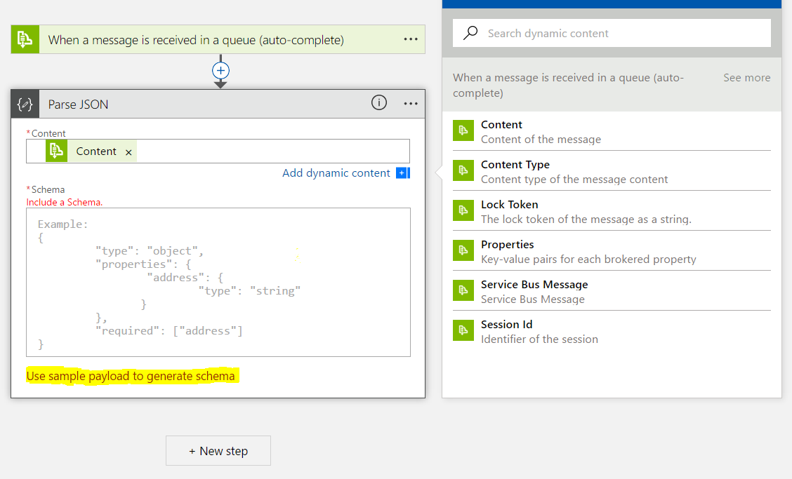 When a message is received in a queue (auto-complete)
Parse JSON
*Content
Content ×
Add dynamic content
*Schema
Include a Schema.
Example:
{
"type": "object",
"properties": {
"address": {
"type": "string"
}
},
"required": ["address"]
}
Use sample payload to generate schema
+ New step
Search dynamic content
When a message is received in a queue (auto-
complete)
See more
Content
Content of the message
Content Type
Content type of the message content
Lock Token
The lock token of the message as a string.
Properties
Key-value pairs for each brokered property
Service Bus Message
Service Bus Message
Session Id
Identifier of the session